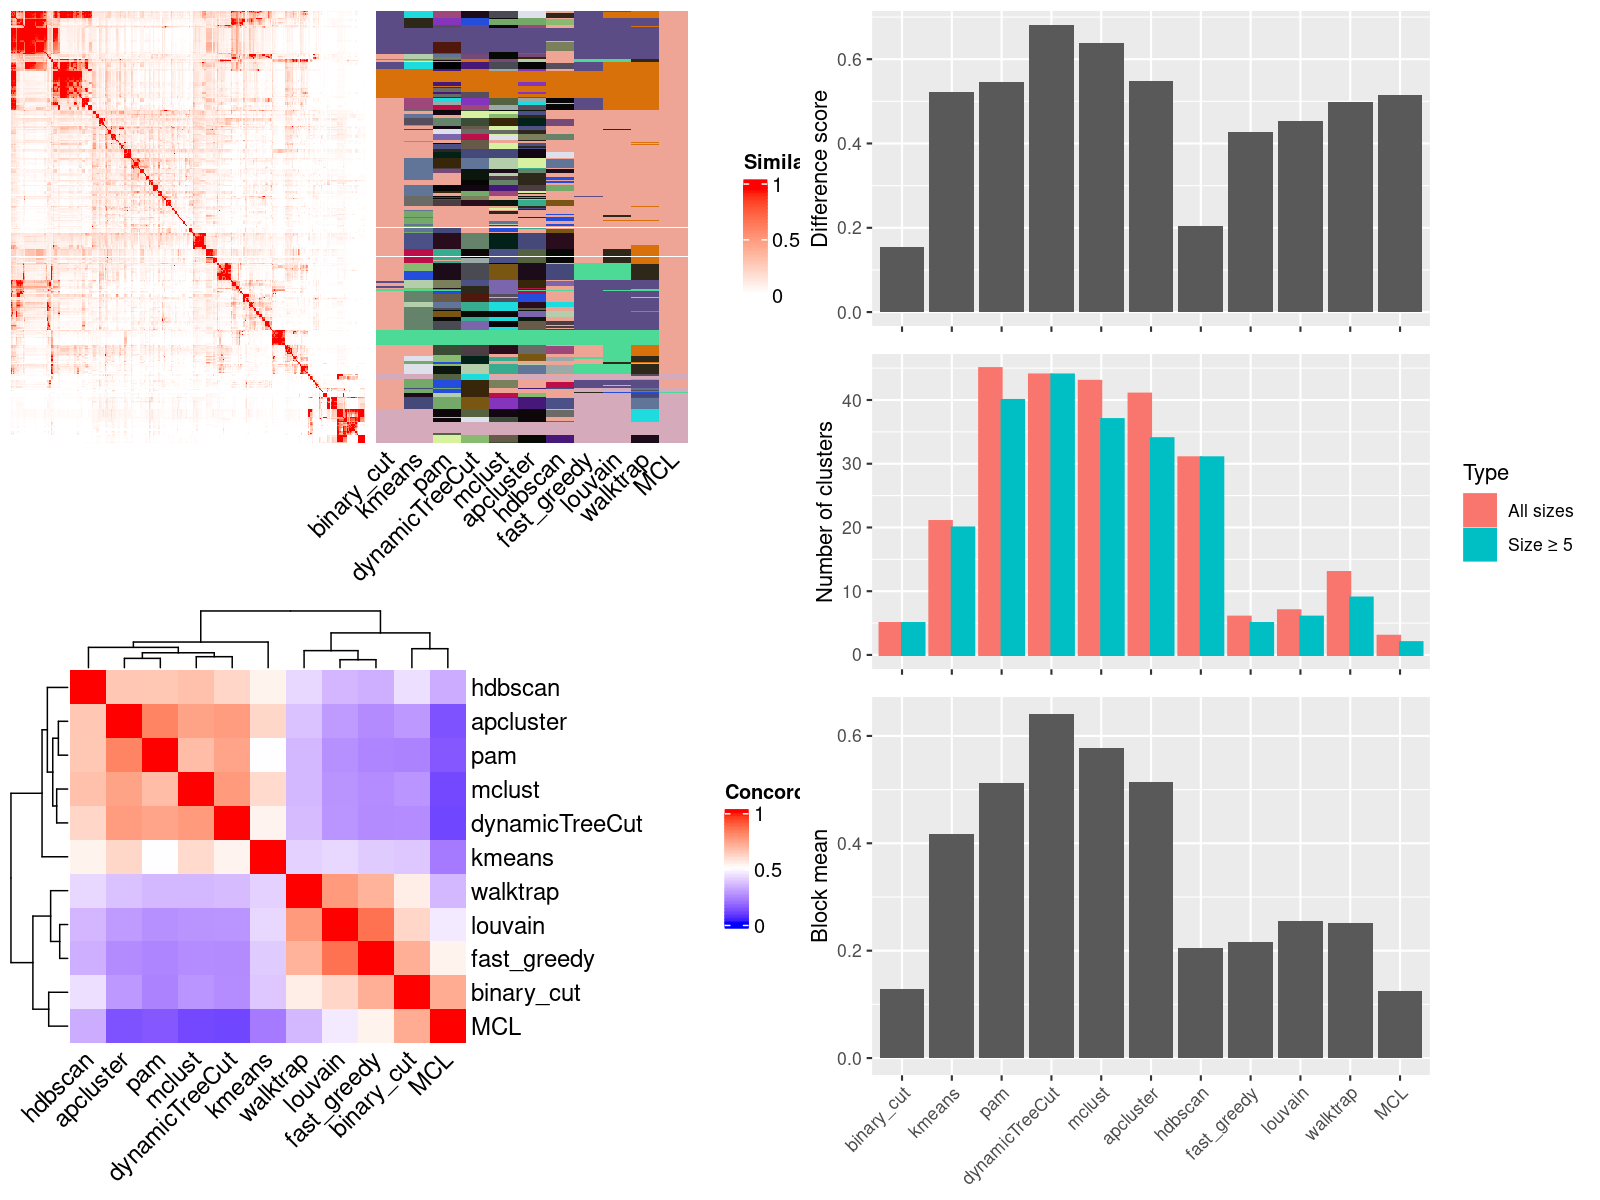 Simila
1
0.5
0
binary_cut
kmeans
pam
dynamicTreeCut
mclust
apcluster
hdbscan
fast_greedy
louvain
walktrap
MCL
hdbscan
apcluster
pam
mclust
dynamicTreeCut
kmeans
walktrap
louvain
fast_greedy
binary_cut
MCL
hdbscan
apcluster
pam
mclust
dynamicTreeCut
kmeans
walktrap
louvain
fast_greedy
binary_cut
MCL
Concord
1
0.5
0
Difference score
0.6
0.4
0.2
0.0
Number of clusters
40
30
20
10
0
Type
All sizes
Size ≥ 5
Block mean
0.6
0.4
0.2
0.0
binary_cut
kmeans
pam
dynamicTreeCut
mclust
apcluster
hdbscan
fast_greedy
louvain
walktrap
MCL